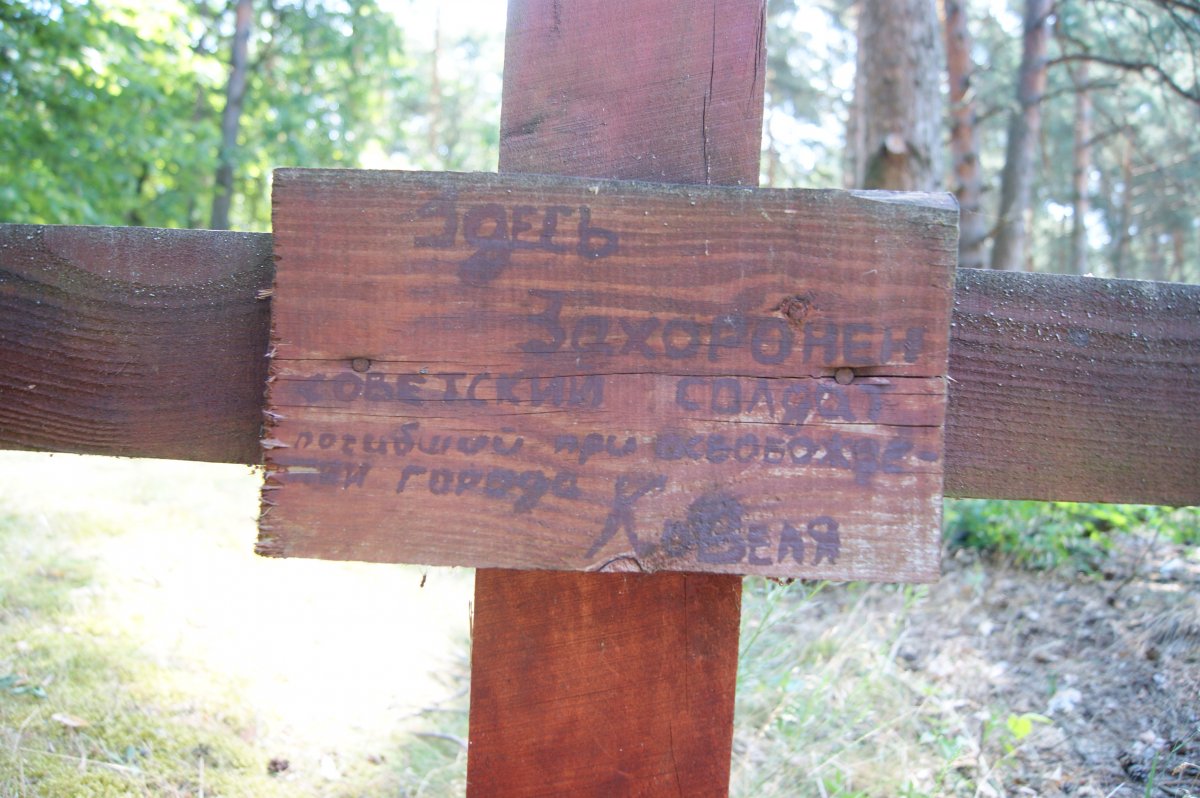 Здесь
Захоронен
советский солдат
погибший при освобожде-
нии города
Ковеля